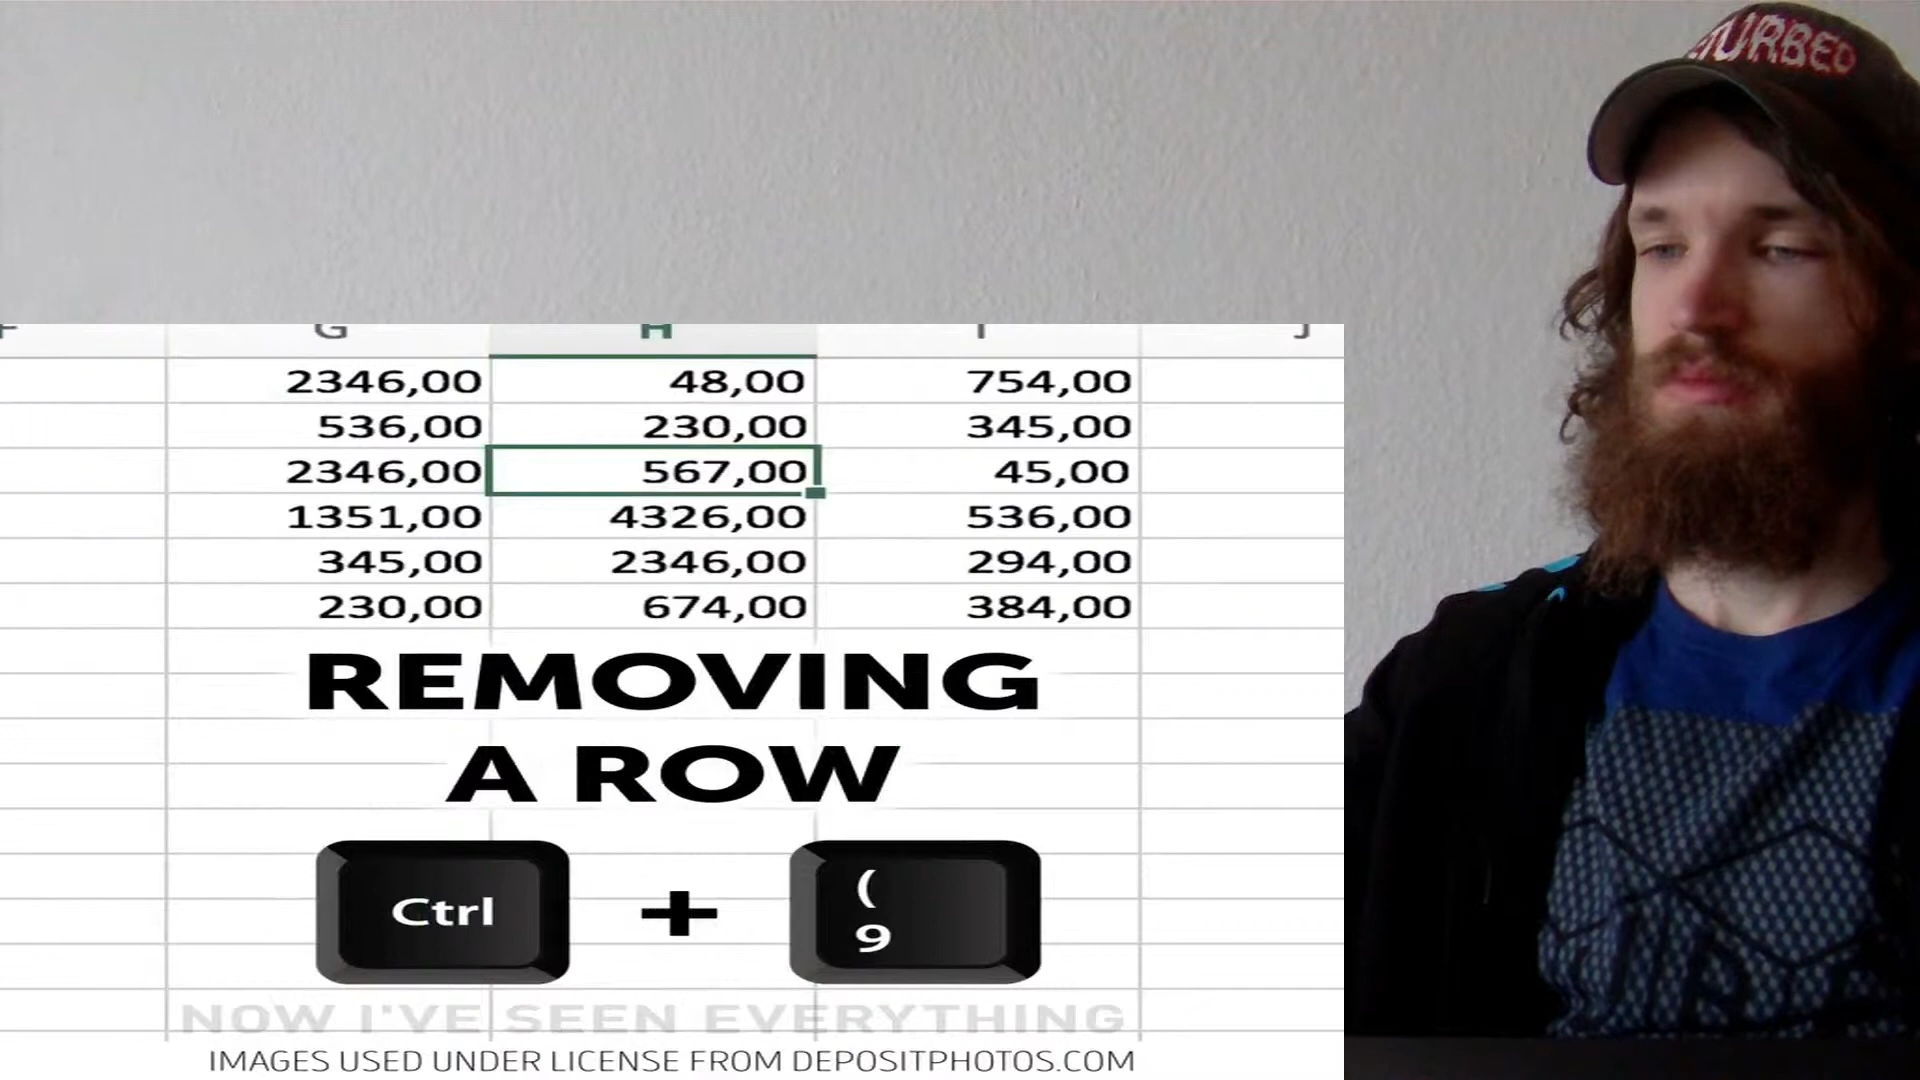 TURBED
F G H I J
2346,00 48,00 754,00
536,00 230,00 345,00
2346,00 567,00 45,00
1351,00 4326,00 536,00
345,00 2346,00 294,00
230,00 674,00 384,00
REMOVING
A ROW
Ctrl + (
9
NOW I'VE SEEN EVERYTHING
IMAGES USED UNDER LICENSE FROM DEPOSITPHOTOS.COM